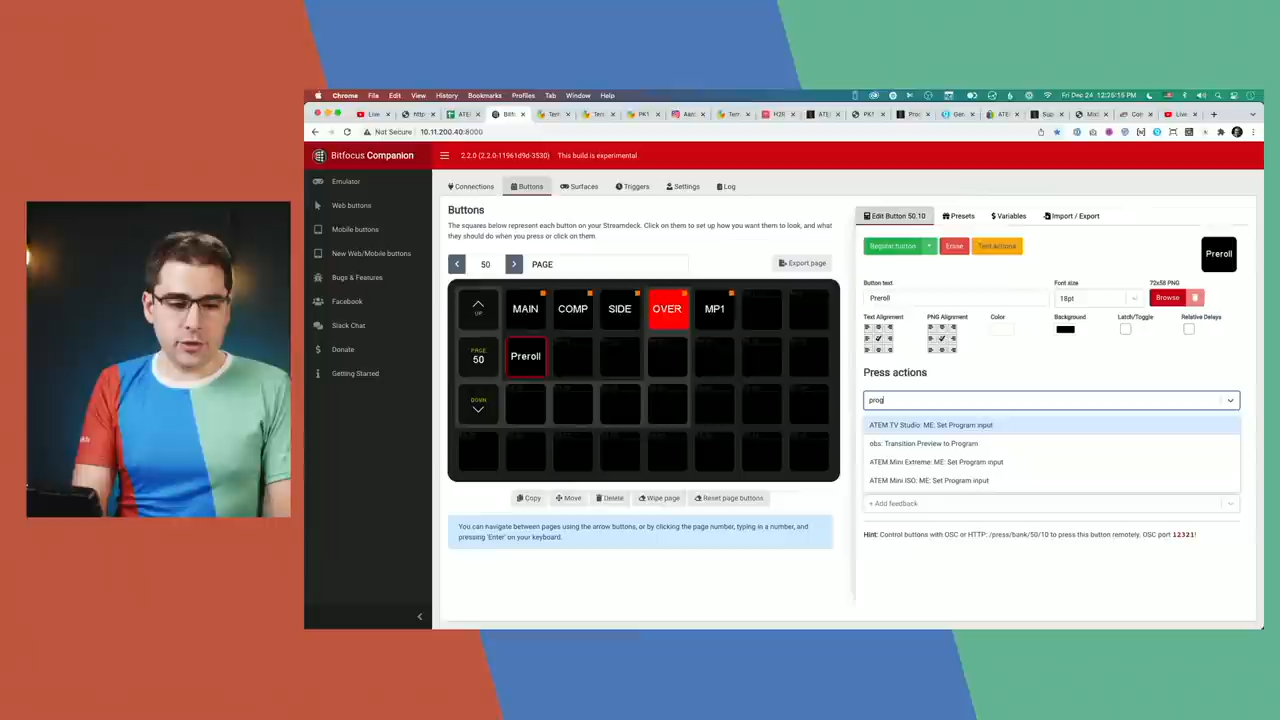 Chrome File Edit View History Bookmarks Profiles Tab Window Help
Fri Dec 24 12:26:15 PM
Live
http
Not Secure 10.11.200.40:8000
Bitfocus Companion
2.2.0 (2.2.0-11961d9d-3530) This build is experimental
Emulator
Web buttons
Mobile buttons
New Web/Mobile buttons
Bugs & Features
Facebook
Slack Chat
Donate
Getting Started
Connections Buttons Surfaces Triggers Settings Log
Buttons
The squares below represent each button on your Streamdeck. Click on them to set up how you want them to look, and what
they should do when you press or click on them.
50 PAGE Export page
UP MAIN COMP SIDE OVER MP1
PAGE
50
Preroll
DOWN
Copy Move Delete Wipe page Reset page buttons
You can navigate between pages using the arrow buttons, or by clicking the page number, typing in a number, and
pressing 'Enter' on your keyboard.
Edit Button 50.10 Presets Variables Import / Export
Regular button Erase Test actions
Preroll
Button text Font size 72x58 PNG
Preroll 18pt Browse
Text Alignment PNG Alignment Color Background Latch/Toggle Relative Delays
Press actions
prog
ATEM TV Studio: ME: Set Program input
obs: Transition Preview to Program
ATEM Mini Extreme: ME: Set Program input
ATEM Mini ISO: ME: Set Program input
+ Add feedback
Hint: Control buttons with OSC or HTTP: /press/bank/50/10 to press this button remotely. OSC port 12321!